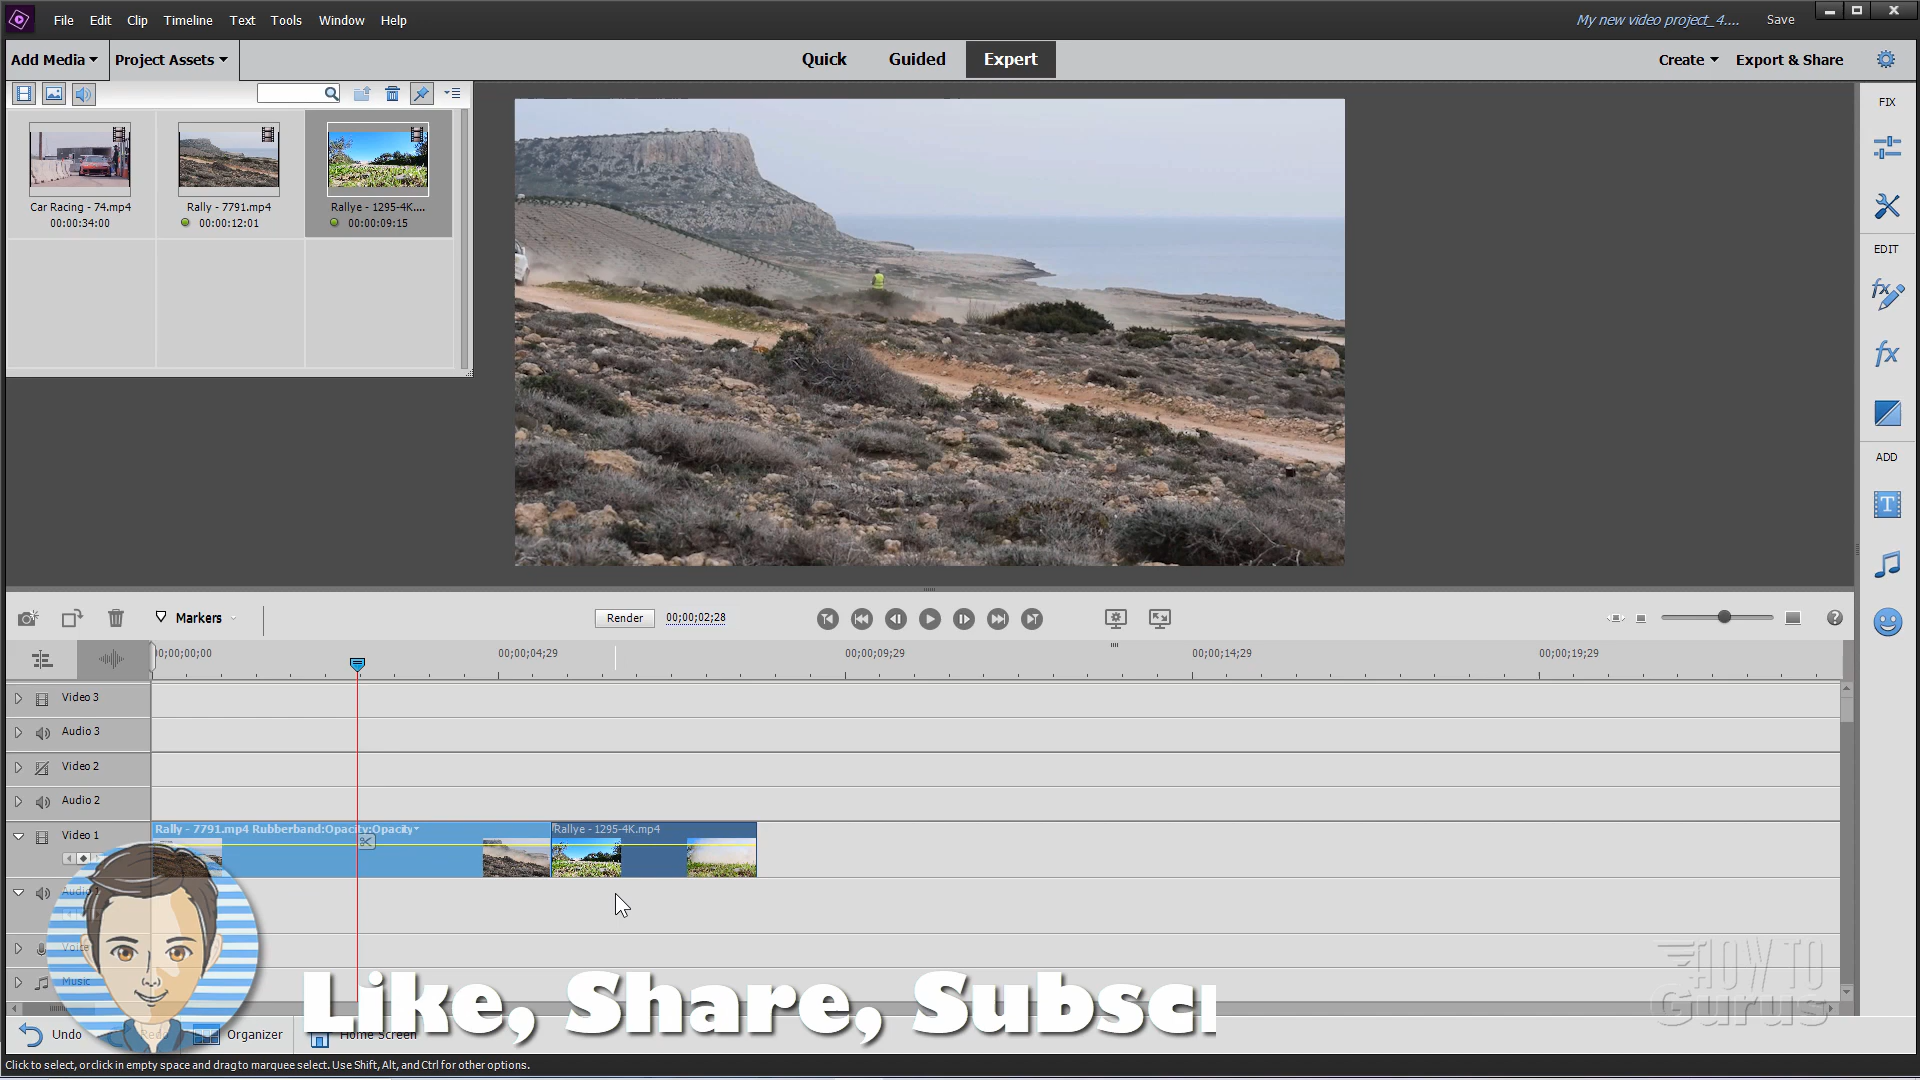 File Edit Clip Timeline Text Tools Window Help
My new video project_4.... Save
Add Media Project Assets
Quick Guided Expert
Create Export & Share
FIX
Car Racing - 74.mp4 Rally - 7791.mp4 Rallye - 1295-4K....
00:00:34:00 00:00:12:01 00:00:09:15
EDIT
ADD
Markers Render 00;00;02;28
00;00;00;00 00;00;04;29 00;00;09;29 00;00;14;29 00;00;19;29
Video 3
Audio 3
Video 2
Audio 2
Video 1
Rally - 7791.mp4 Rubberband:Opacity:Opacity Rallye - 1295-4K.mp4
Music
HOW TO
Gurus
Like, Share, Subscr
Undo Organizer Home Screen
Click to select, or click in empty space and drag to marquee select. Use Shift, Alt, and Ctrl for other options.